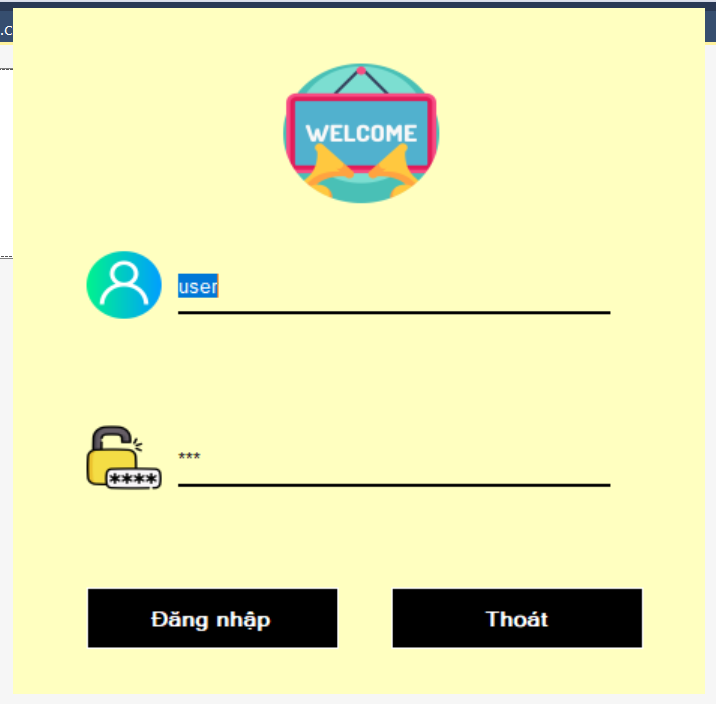 .c
WELCOME
user
***
****
Đăng nhập
Thoát